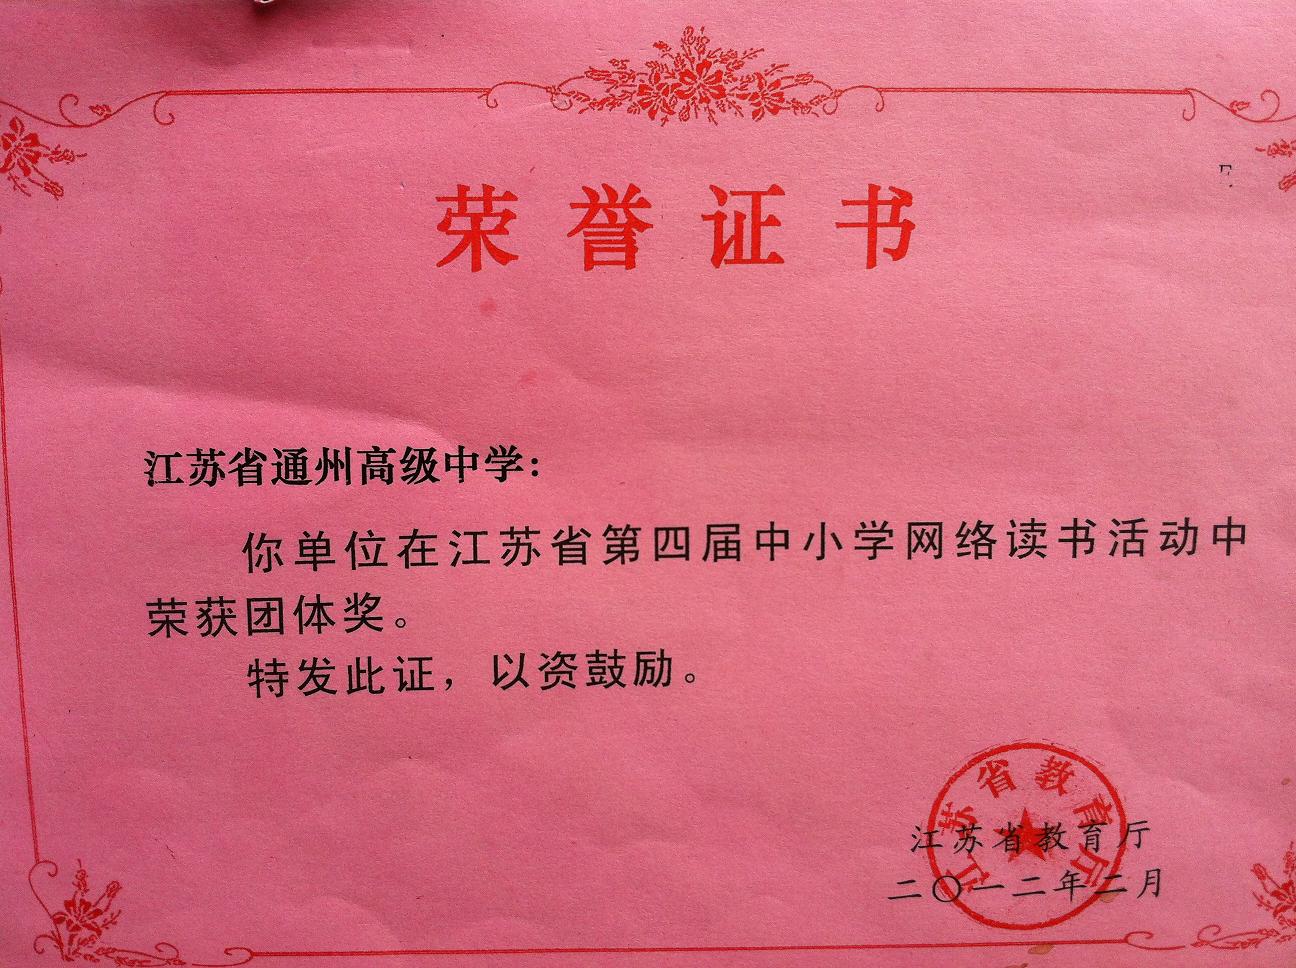 荣誉证书
江苏省通州高级中学：
你单位在江苏省第四届中小学网络读书活动中
荣获团体奖。
特发此证，以资鼓励。
江苏省教育厅
江苏省教育厅
二〇一二年二月